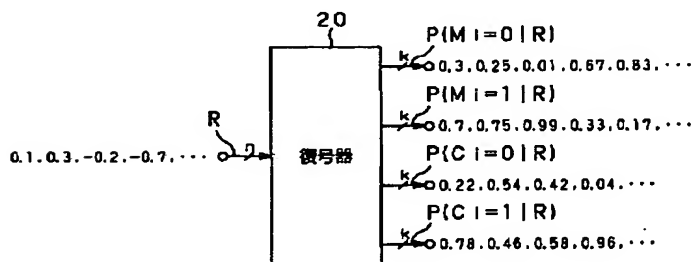 20
P(Mi=0|R)
k
0.3, 0.25, 0.01, 0.67, 0.83, ···
P(Mi=1|R)
k
0.7, 0.75, 0.99, 0.33, 0.17, ···
R
n
0.1, 0.3, -0.2, -0.7, ···
復号器
P(Ci=0|R)
k
0.22, 0.54, 0.42, 0.04, ···
P(Ci=1|R)
k
0.78, 0.46, 0.58, 0.96, ···